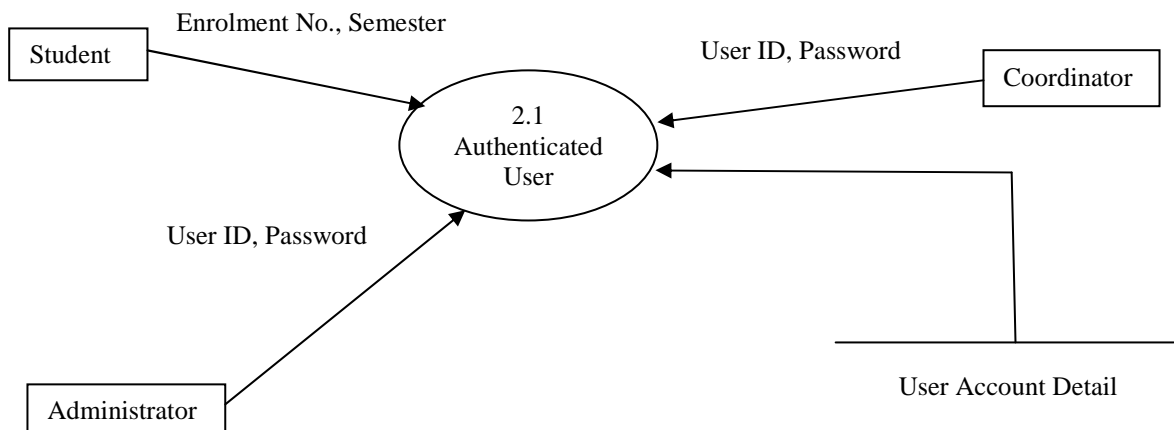 Enrolment No., Semester
Student
User ID, Password
Coordinator
2.1
Authenticated
User
User ID, Password
User Account Detail
Administrator